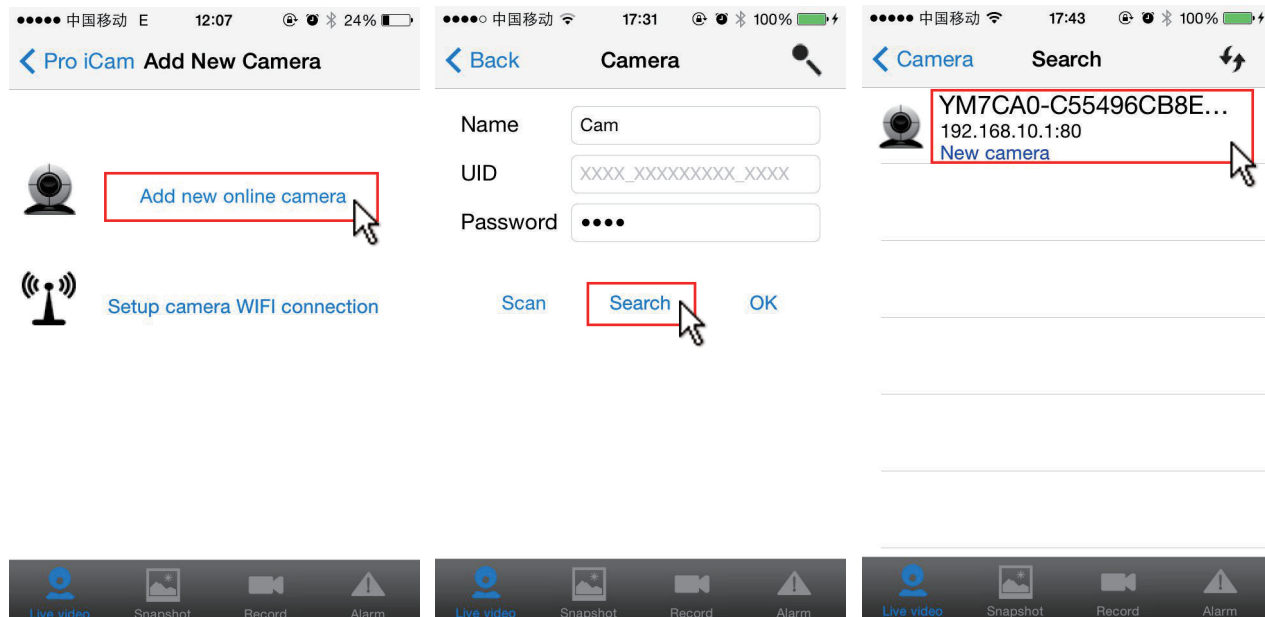 中国移动 E 12:07 24%
Pro iCam Add New Camera
Add new online camera
Setup camera WIFI connection
Live video Snapshot Record Alarm
中国移动 17:31 100%
Back Camera
Name Cam
UID XXXX_XXXXXXXXX_XXXX
Password ••••
Scan Search OK
Live video Snapshot Record Alarm
中国移动 17:43 100%
Camera Search
YM7CA0-C55496CB8E...
192.168.10.1:80
New camera
Live video Snapshot Record Alarm